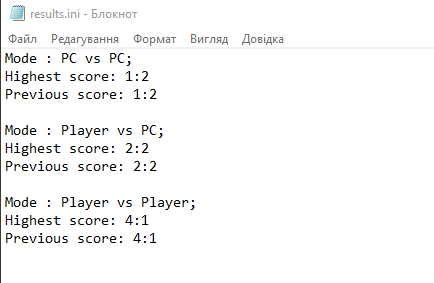 results.ini - Блокнот
Файл Редагування Формат Вигляд Довідка
Mode : PC vs PC;
Highest score: 1:2
Previous score: 1:2
Mode : Player vs PC;
Highest score: 2:2
Previous score: 2:2
Mode : Player vs Player;
Highest score: 4:1
Previous score: 4:1